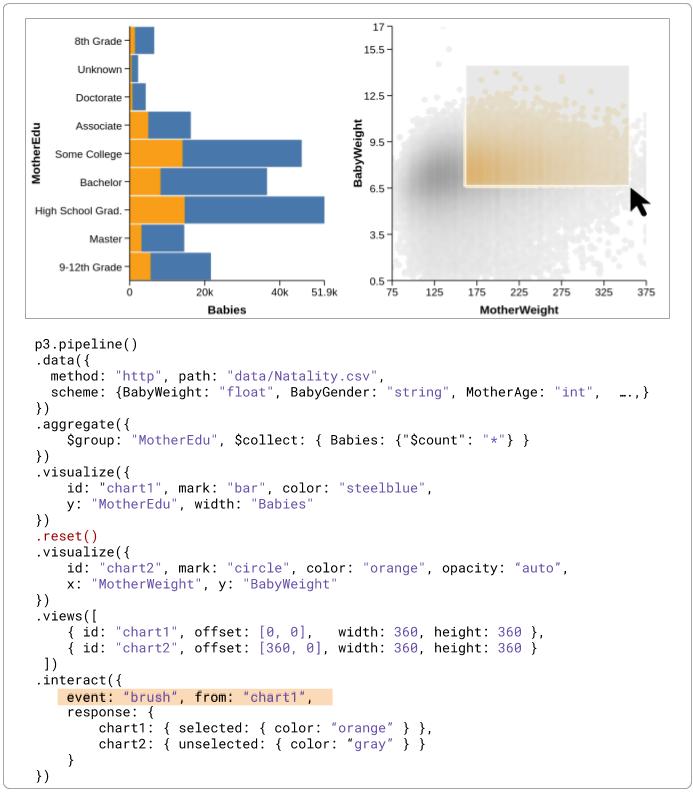 8th Grade
Unknown
Doctorate
Associate
Some College
Bachelor
High School Grad.
Master
9-12th Grade
MotherEdu
0 20k 40k 51.9k
Babies
17
15.5
12.5
9.5
6.5
3.5
0.5
BabyWeight
75 125 175 225 275 325 375
MotherWeight
p3.pipeline()
.data({
method: "http", path: "data/Natality.csv",
scheme: {BabyWeight: "float", BabyGender: "string", MotherAge: "int", ….,}
})
.aggregate({
$group: "MotherEdu", $collect: { Babies: {"$count": "*"} }
})
.visualize({
id: "chart1", mark: "bar", color: "steelblue",
y: "MotherEdu", width: "Babies"
})
.reset()
.visualize({
id: "chart2", mark: "circle", color: "orange", opacity: “auto”,
x: "MotherWeight", y: "BabyWeight"
})
.views([
{ id: "chart1", offset: [0, 0], width: 360, height: 360 },
{ id: "chart2", offset: [360, 0], width: 360, height: 360 }
])
.interact({
event: “brush”, from: “chart1”,
response: {
chart1: { selected: { color: “orange” } },
chart2: { unselected: { color: “gray” } }
}
})